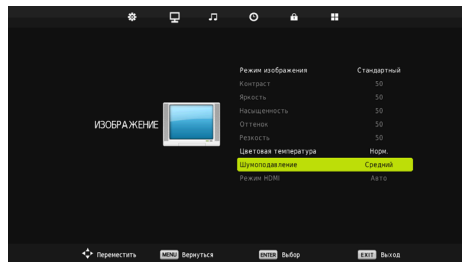 Режим изображения Стандартный
Контраст 50
Яркость 50
Насыщенность 50
Оттенок 50
Резкость 50
ИЗОБРАЖЕНИЕ
Цветовая температура Норм.
Шумоподавление Средний
Режим HDMI Авто
Переместить MENU Вернуться ENTER Выбор EXIT Выход